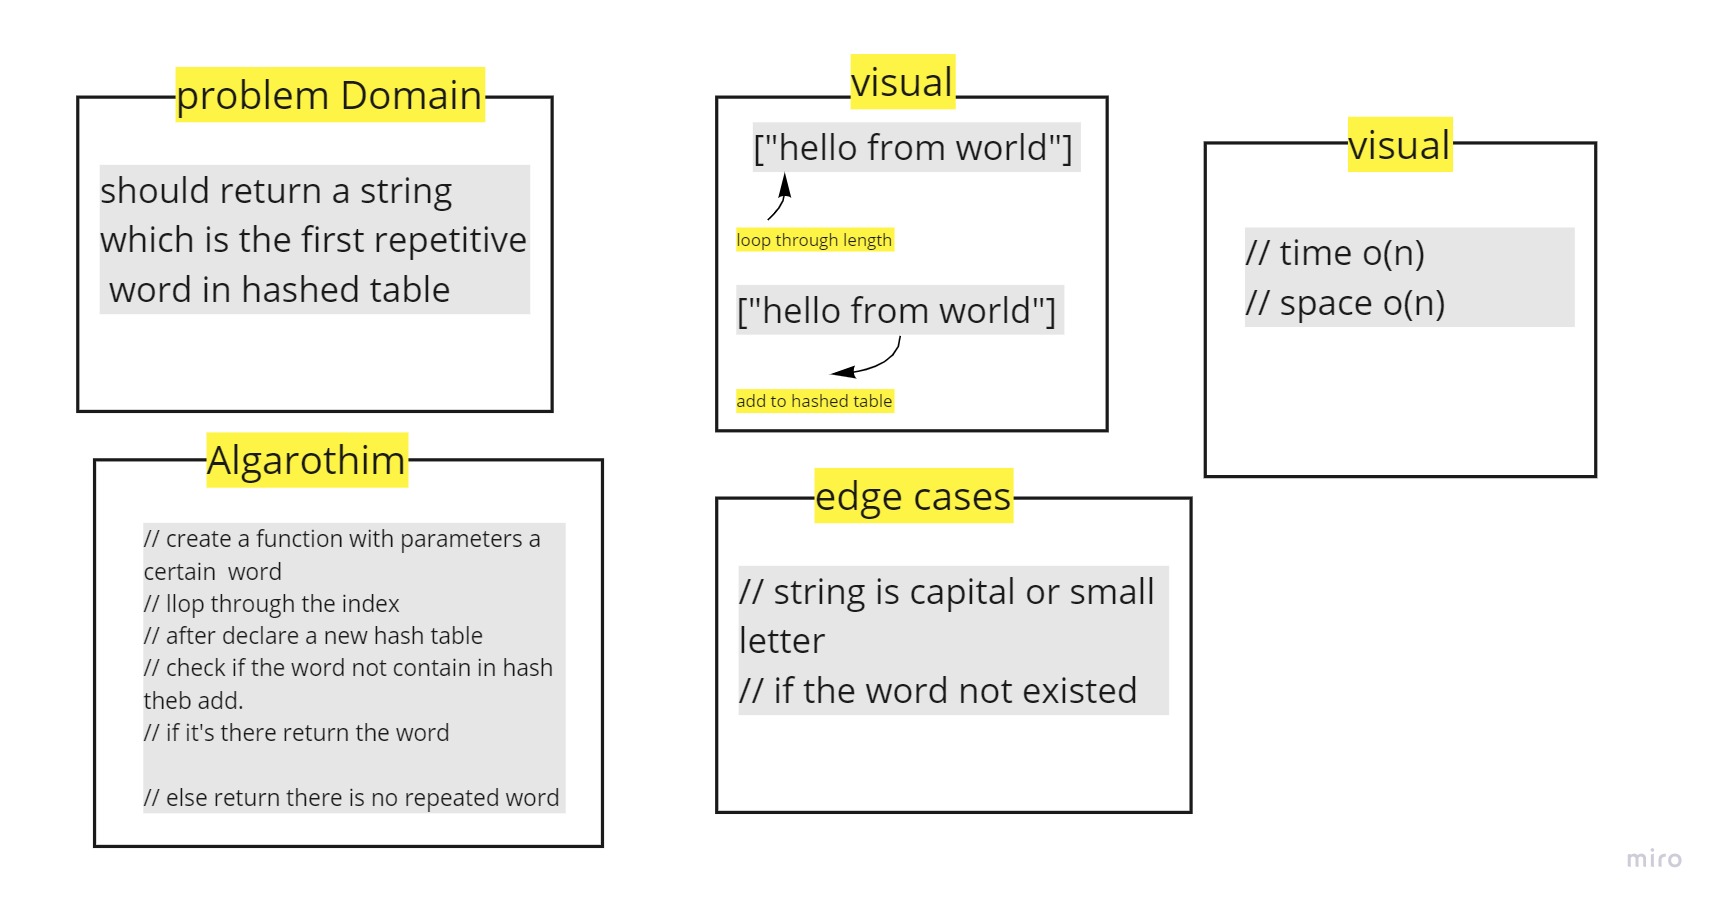 problem Domain
should return a string
which is the first repetitive
word in hashed table
Algarothim
// create a function with parameters a
certain  word
// llop through the index
// after declare a new hash table
// check if the word not contain in hash
theb add.
// if it's there return the word
// else return there is no repeated word
visual
["hello from world"]
loop through length
["hello from world"]
add to hashed table
edge cases
// string is capital or small
letter
// if the word not existed
visual
// time o(n)
// space o(n)
miro